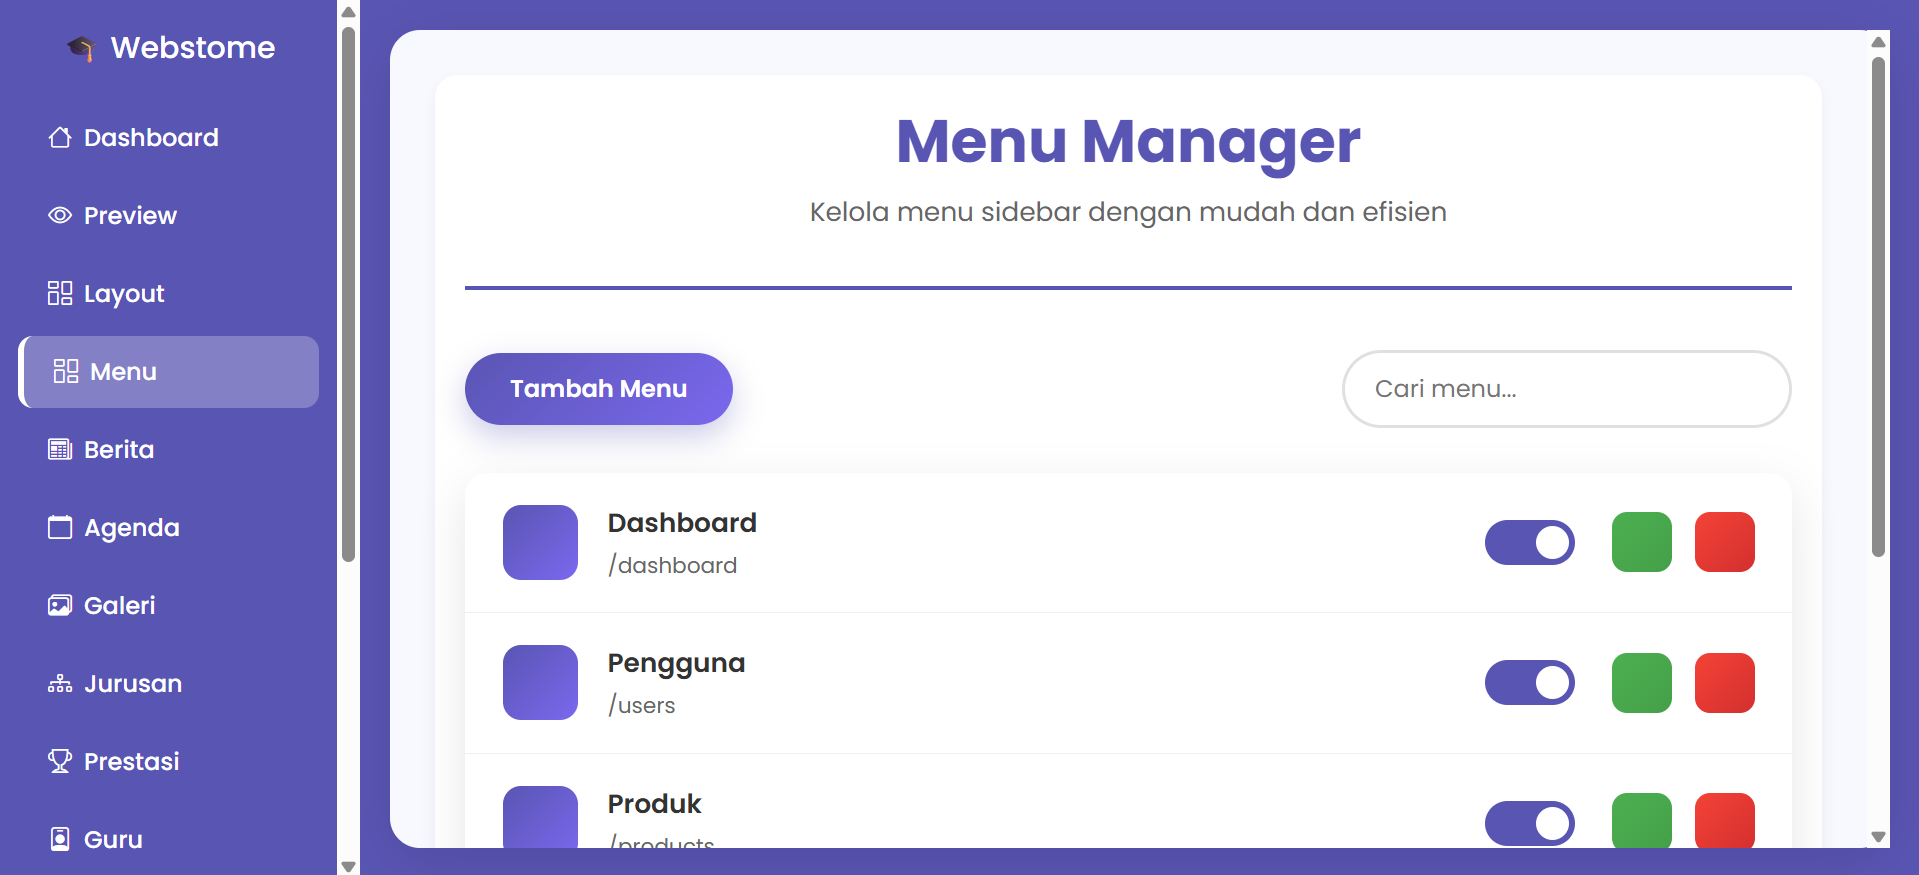 Webstome
Dashboard
Preview
Layout
Menu
Berita
Agenda
Galeri
Jurusan
Prestasi
Guru
Menu Manager
Kelola menu sidebar dengan mudah dan efisien
Tambah Menu
Cari menu...
Dashboard
/dashboard
Pengguna
/users
Produk
/products